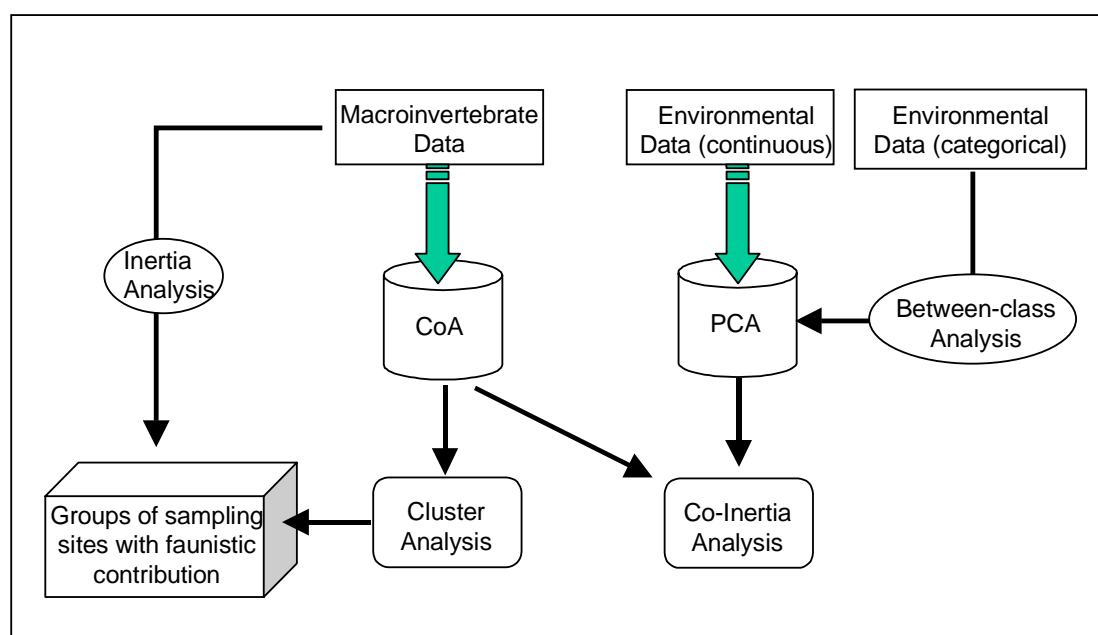 Macroinvertebrate
Data
Environmental
Data (continuous)
Environmental
Data (categorical)
Inertia
Analysis
CoA
PCA
Between-class
Analysis
Groups of sampling
sites with faunistic
contribution
Cluster
Analysis
Co-Inertia
Analysis